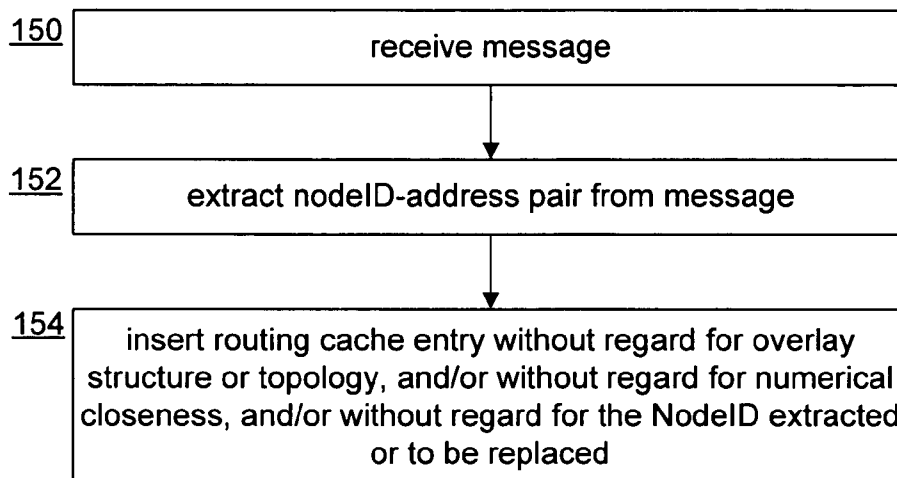 150
receive message
152
extract nodeID-address pair from message
154
insert routing cache entry without regard for overlay
structure or topology, and/or without regard for numerical
closeness, and/or without regard for the NodeID extracted
or to be replaced